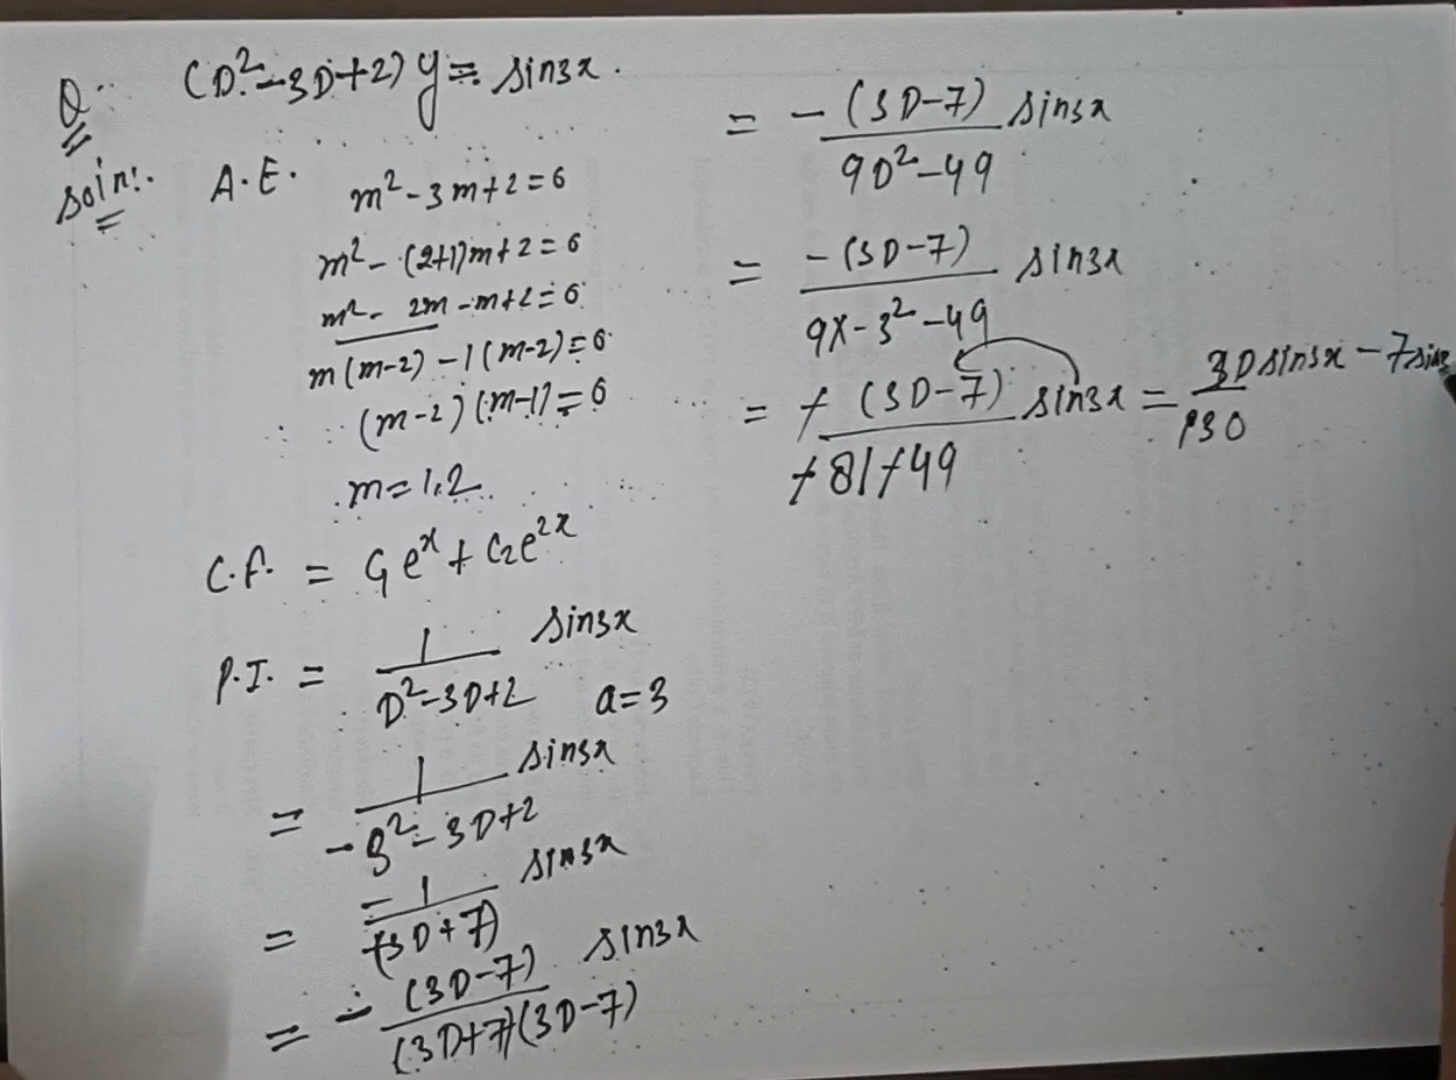 Q:- (D²-3D+2) y = sin3x.
Soln:- A.E. m²-3m+2=0
m²-(2+1)m+2=0
m²-2m-m+2=0
m(m-2)-1(m-2)=0
(m-2)(m-1)=0
m=1,2
C.F. = C₁eˣ + C₂e²ˣ
P.I. = 1/(D²-3D+2) sin3x a=3
= 1/(-3²-3D+2) sin3x
= -1/(3D+7) sin3x
= -(3D-7)/((3D+7)(3D-7)) sin3x
= -(3D-7)/(9D²-49) sin3x
= -(3D-7)/(9x-3²-49) sin3x
= +(3D-7)/(+81+49) sin3x = (3D sin3x - 7sin3)/130